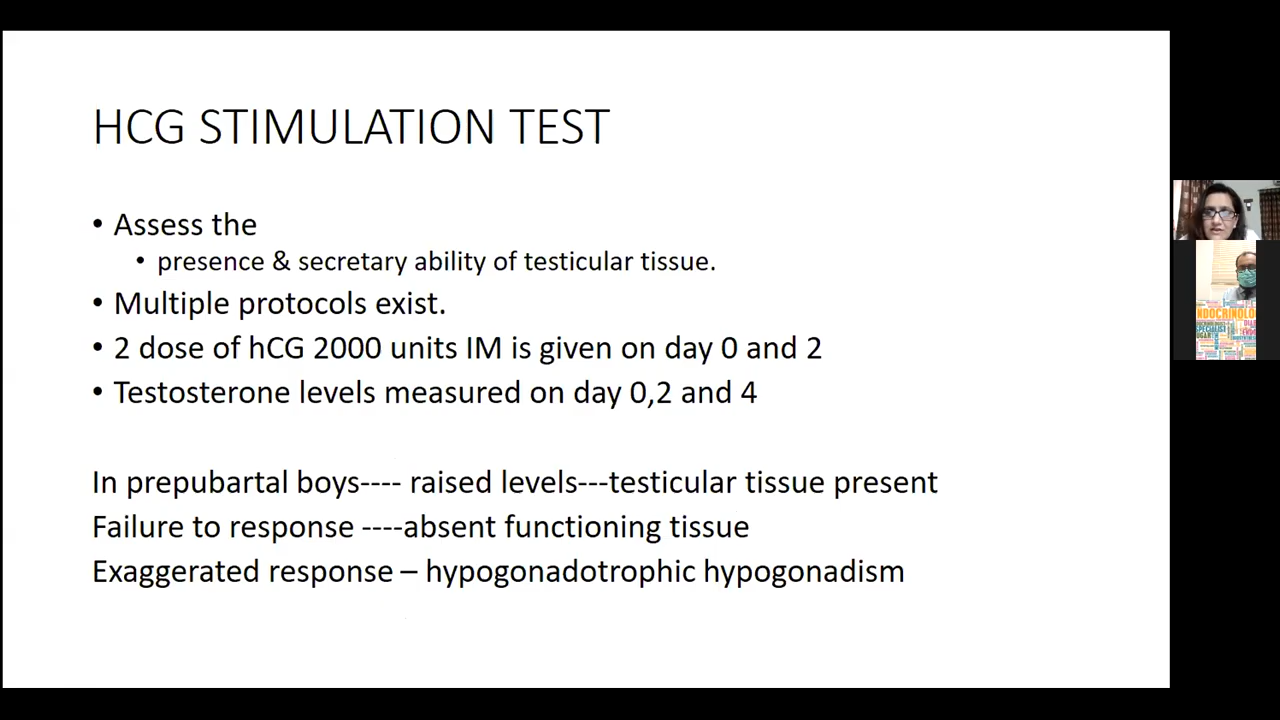 HCG STIMULATION TEST
• Assess the
• presence & secretary ability of testicular tissue.
• Multiple protocols exist.
• 2 dose of hCG 2000 units IM is given on day 0 and 2
• Testosterone levels measured on day 0,2 and 4
In prepubartal boys---- raised levels---testicular tissue present
Failure to response ----absent functioning tissue
Exaggerated response – hypogonadotrophic hypogonadism
NDOCRINOLO